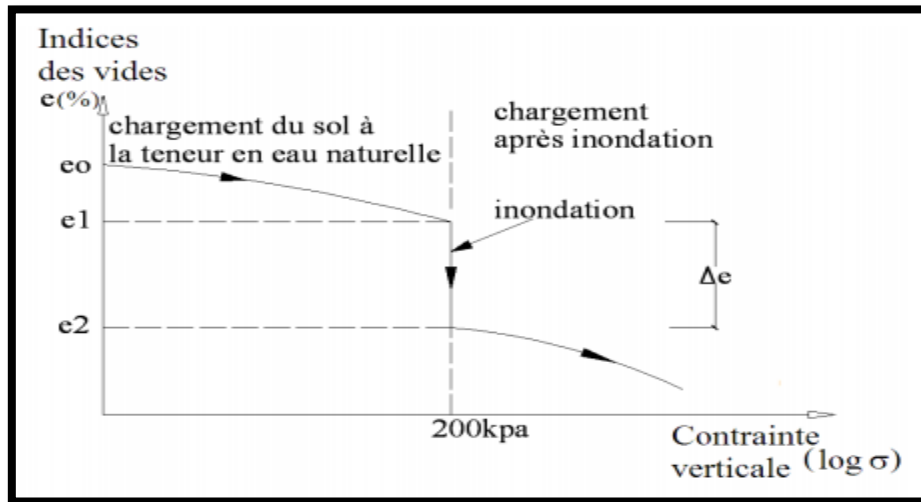 Indices
des vides
e(%)
chargement du sol à
la teneur en eau naturelle
chargement
après inondation
eo
e1
inondation
Δe
e2
200kpa
Contrainte
verticale (log σ)